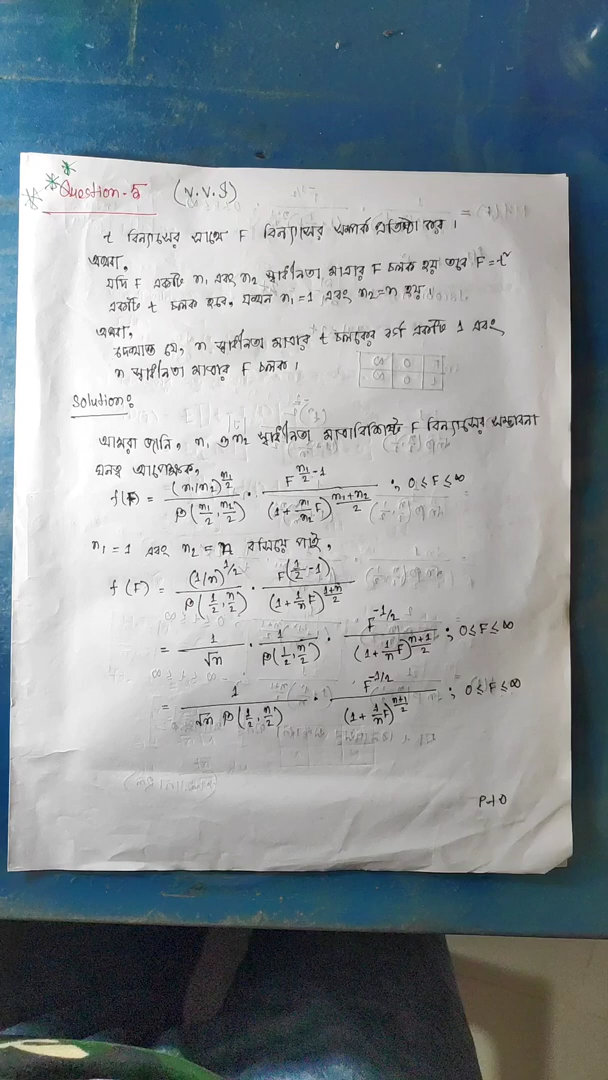 Question-5 (V.V.I)
t বিন্যাসের সাথে F বিন্যাসের সম্পর্ক প্রতিষ্ঠা কর।
অথবা,
যদি F একটি n₁ এবং n₂ স্বাধীনতা মাত্রার F চলক হয় তবে F = t²
একটি t চলক হবে, যখন n₁ = 1 এবং n₂ = n হয়।
অথবা,
দেখাও যে, n স্বাধীনতা মাত্রার t চলকের বর্গ একটি 1 এবং
n স্বাধীনতা মাত্রার F চলক।
Solution:
আমরা জানি, n₁ ও n₂ স্বাধীনতা মাত্রাবিশিষ্ট F বিন্যাসের সম্ভাবনা
ঘনত্ব অপেক্ষক,
f(F) = (n₁/n₂)^(n₁/2) / β(n₁/2, n₂/2) · F^(n₁/2 - 1) / (1 + n₁/n₂ F)^((n₁+n₂)/2) ; 0 ≤ F ≤ ∞
n₁ = 1 এবং n₂ = n বসিয়ে পাই,
f(F) = (1/n)^(1/2) / β(1/2, n/2) · F^(1/2 - 1) / (1 + 1/n F)^((1+n)/2)
= 1/√n · 1/β(1/2, n/2) · F^(-1/2) / (1 + 1/n F)^((n+1)/2) ; 0 ≤ F ≤ ∞
= 1 / (√n β(1/2, n/2)) · F^(-1/2) / (1 + 1/n F)^((n+1)/2) ; 0 ≤ F ≤ ∞